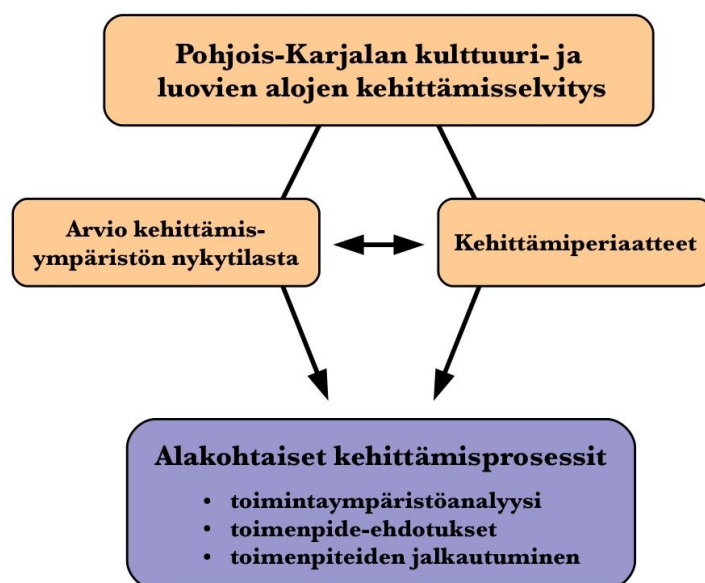 Pohjois-Karjalan kulttuuri- ja
luovien alojen kehittämisselvitys
Arvio kehittämis-
ympäristön nykytilasta
Kehittämiperiaatteet
Alakohtaiset kehittämisprosessit
• toimintaympäristöanalyysi
• toimenpide-ehdotukset
• toimenpiteiden jalkautuminen